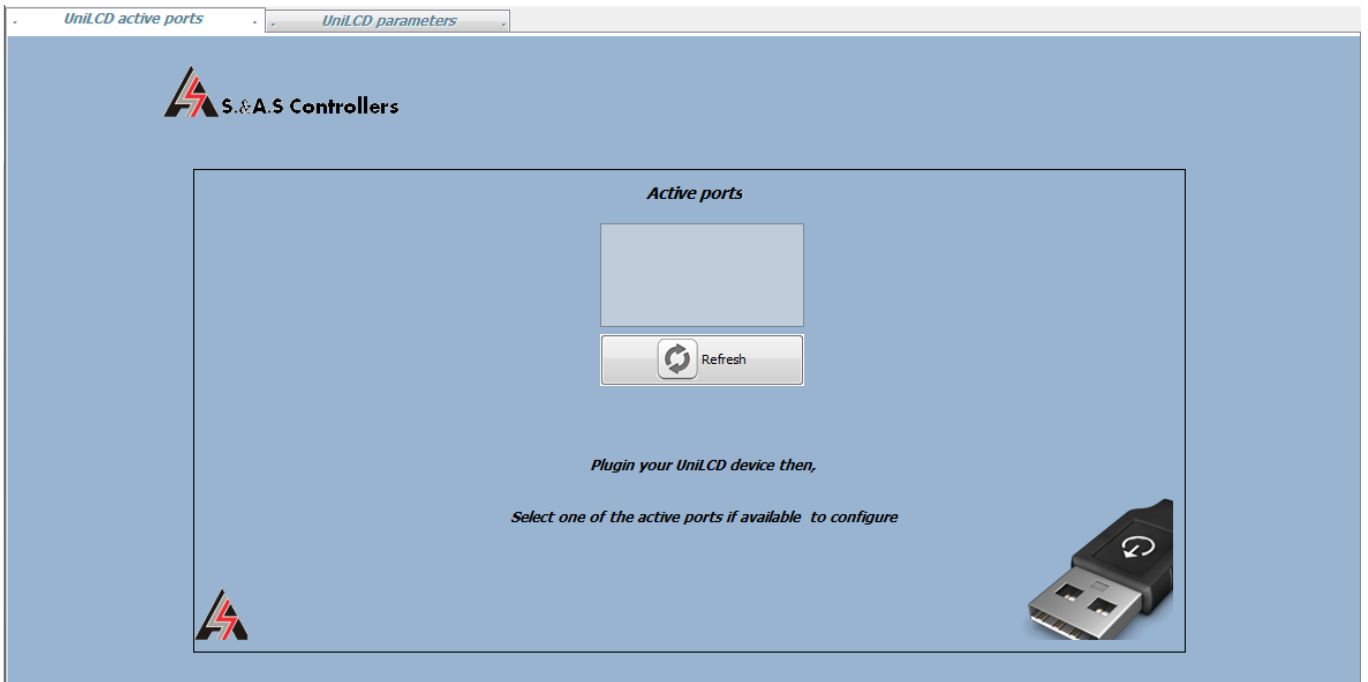 UniLCD active ports
UniLCD parameters
S.&A.S Controllers
Active ports
Refresh
Plugin your UniLCD device then,
Select one of the active ports if available to configure